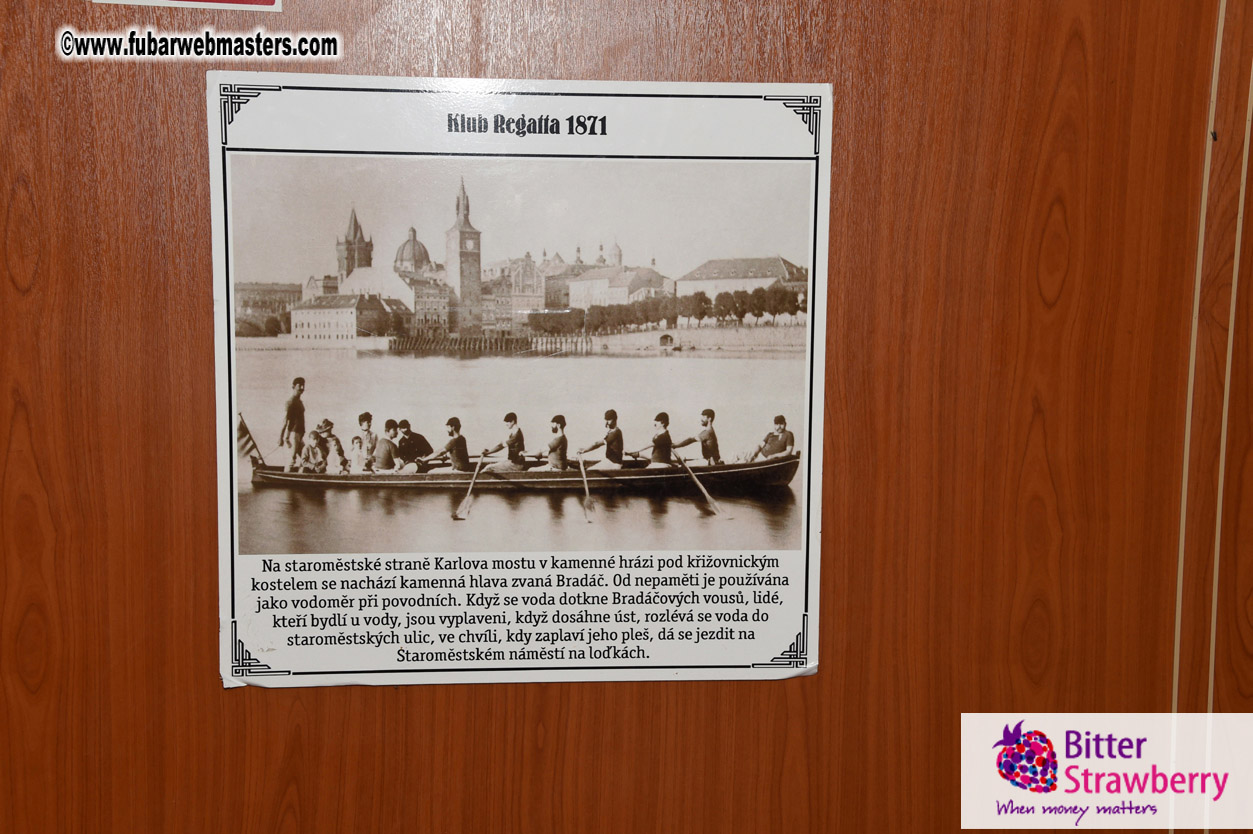 ©www.fubarwebmasters.com
Klub Regatta 1871
Na staroměstské straně Karlova mostu v kamenné hrázi pod křižovnickým
kostelem se nachází kamenná hlava zvaná Bradáč. Od nepaměti je používána
jako vodoměr při povodních. Když se voda dotkne Bradáčových vousů, lidé,
kteří bydlí u vody, jsou vyplaveni, když dosáhne úst, rozlévá se voda do
staroměstských ulic, ve chvíli, kdy zaplaví jeho pleš, dá se jezdit na
Staroměstském náměstí na loďkách.
Bitter
Strawberry
When money matters